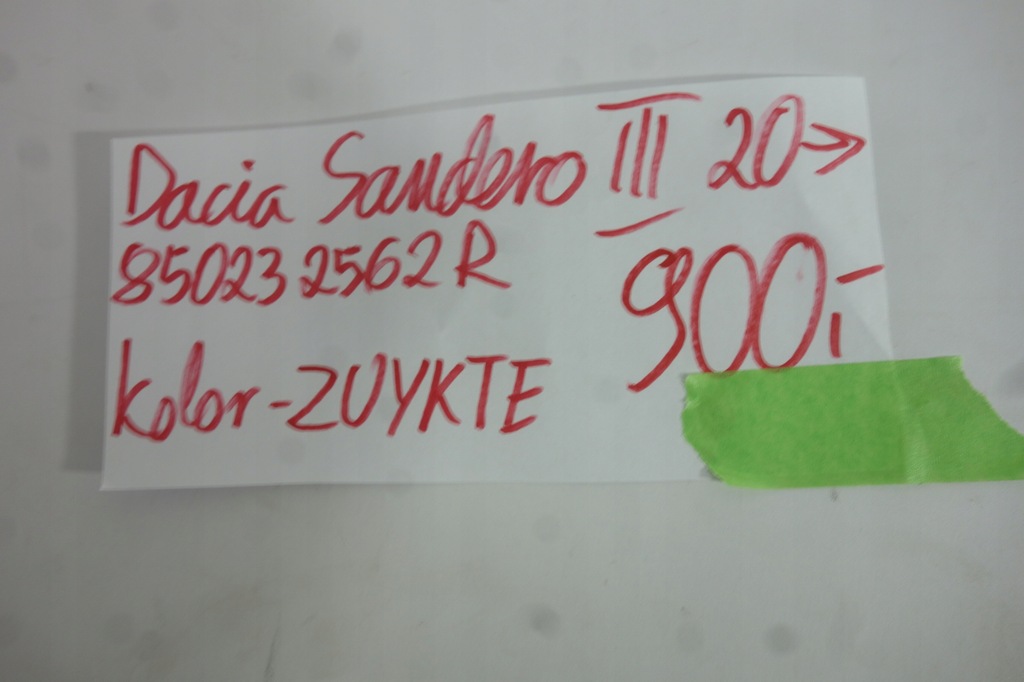 Dacia Sandero III 20→
850232562R
900,-
kolor-ZUYKTE